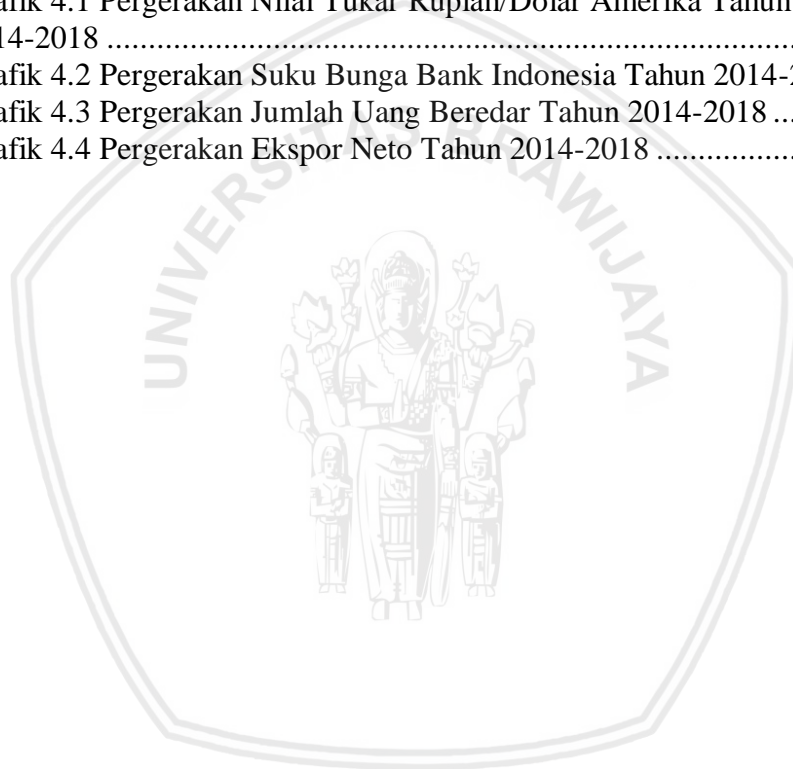 afik 4.1 Pergerakan Nilai Tukar Rupiah/Dolar Amerika Tahun
14-2018 ......................................................................
afik 4.2 Pergerakan Suku Bunga Bank Indonesia Tahun 2014-2
afik 4.3 Pergerakan Jumlah Uang Beredar Tahun 2014-2018 ...
afik 4.4 Pergerakan Ekspor Neto Tahun 2014-2018 .................
UNIVERSITAS BRAWIJAYA